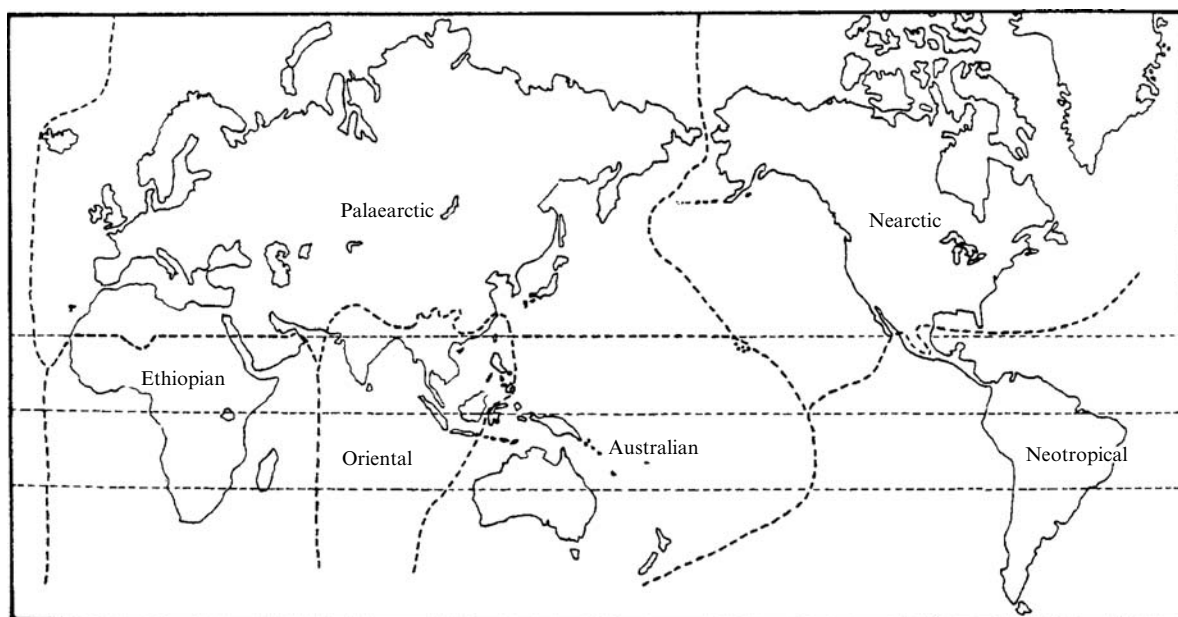 Palaearctic
Nearctic
Ethiopian
Oriental
Australian
Neotropical